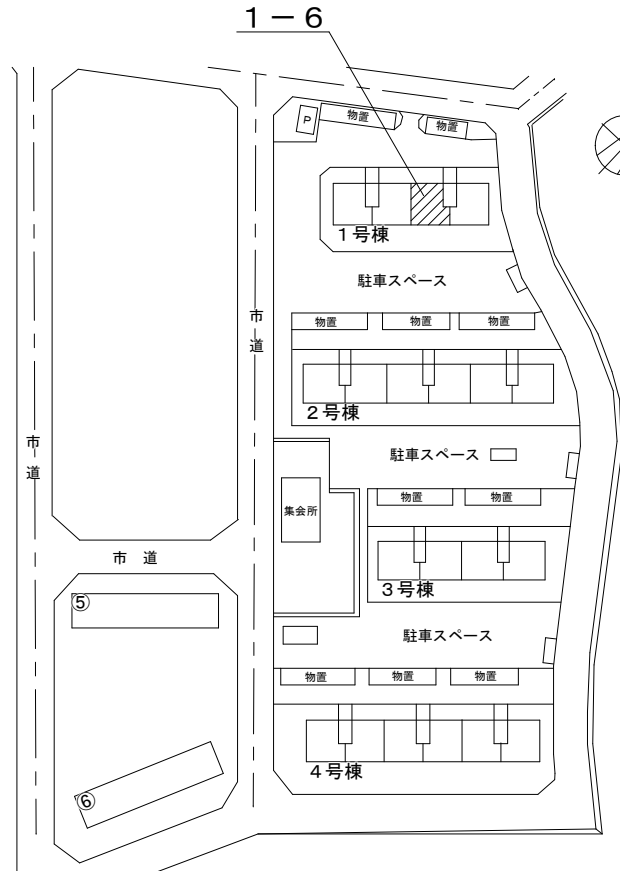 1－6
P
物置
物置
1号棟
駐車スペース
市道
物置
物置
物置
2号棟
市道
駐車スペース
物置
物置
集会所
市 道
3号棟
⑤
駐車スペース
物置
物置
物置
4号棟
⑥